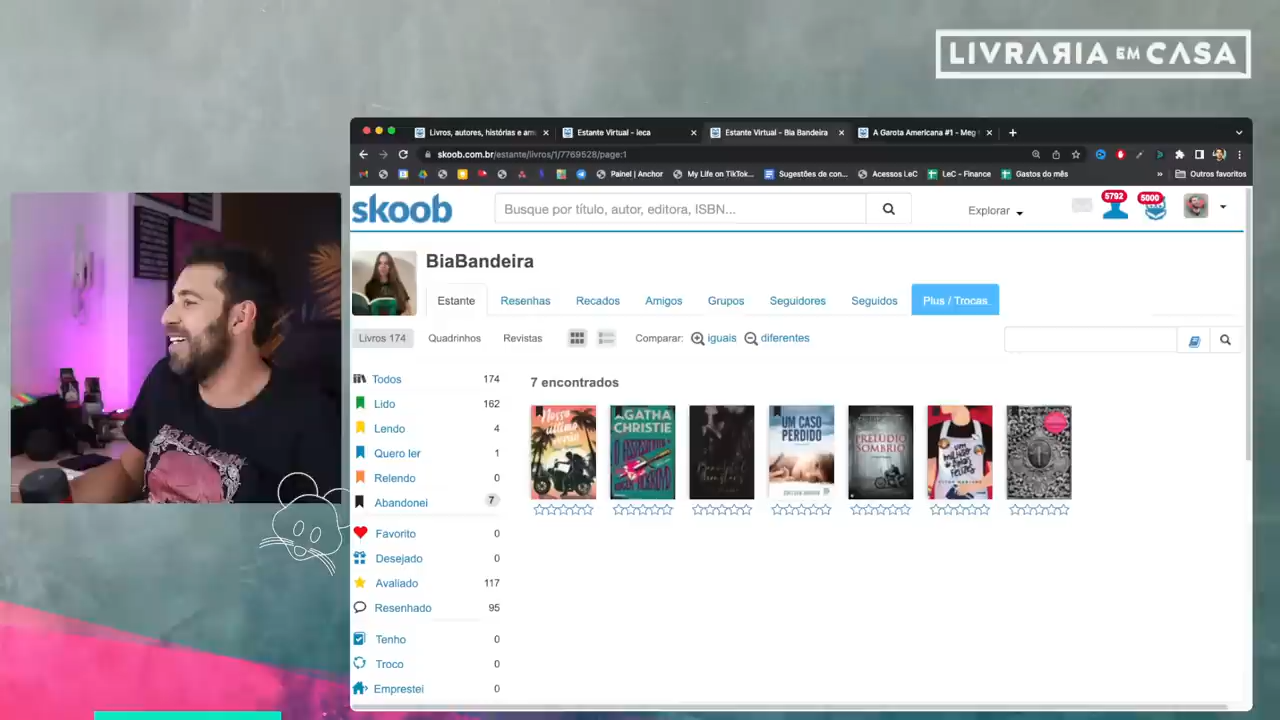 LIVRARIA EM CASA
Livros, autores, histórias e am
Estante Virtual - ieca
Estante Virtual - Bia Bandeira
A Garota Americana #1 - Meg
skoob.com.br/estante/livros/1/7769528/page:1
Painel | Anchor
My Life on TikTok...
Sugestões de con...
Acessos LeC
LeC - Finance
Gastos do mês
Outros favoritos
skoob
Busque por título, autor, editora, ISBN...
Explorar
5792
5000
BiaBandeira
Estante
Resenhas
Recados
Amigos
Grupos
Seguidores
Seguidos
Plus / Trocas
Livros 174
Quadrinhos
Revistas
Comparar:
iguais
diferentes
Todos 174
7 encontrados
Lido 162
Lendo 4
Quero ler 1
Relendo 0
Abandonei 7
Nosso último verão
AGATHA CHRISTIE
UM CASO PERDIDO
PRELÚDIO SOMBRIO
Favorito 0
Desejado 0
Avaliado 117
Resenhado 95
Tenho 0
Troco 0
Emprestei 0